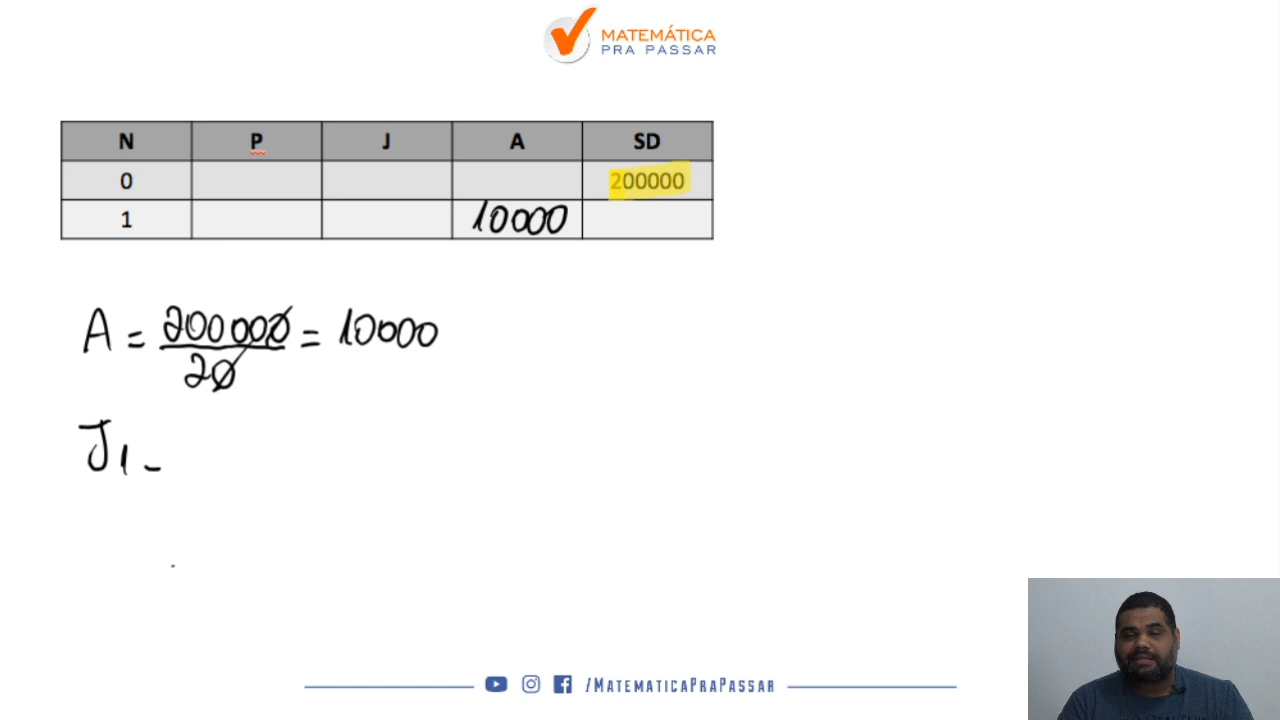 MATEMÁTICA
PRA PASSAR
N P J A SD
0 200000
1 10000
A = 200000/20 = 10000
J1 -
/MATEMATICAPRAPASSAR